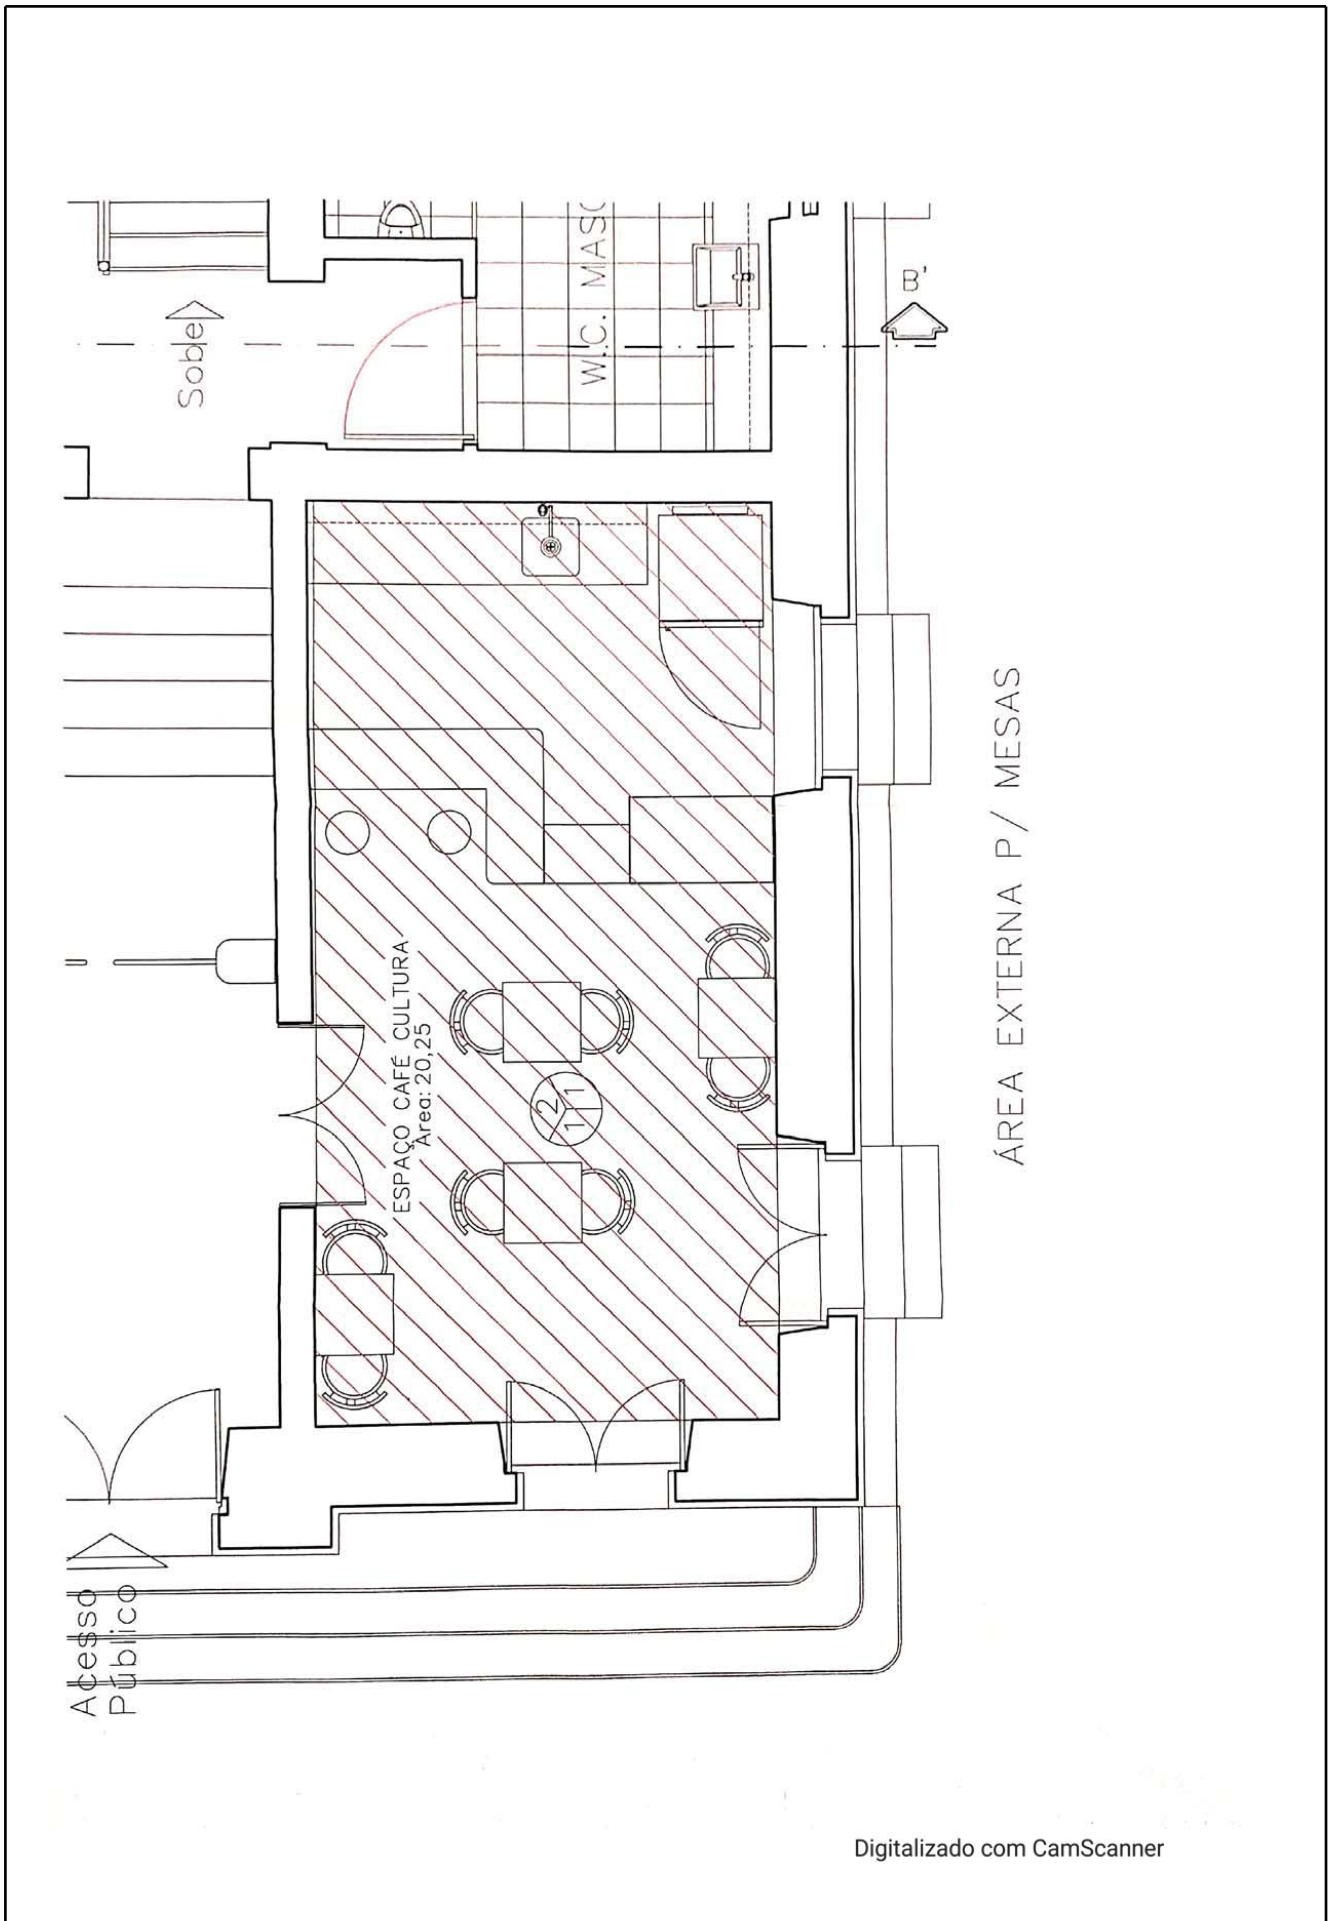 W.C. MASC
Sobe
B'
ÁREA EXTERNA P/ MESAS
ESPAÇO CAFÉ CULTURA
Área: 20,25
2
1 1
Acesso
Público
Digitalizado com CamScanner